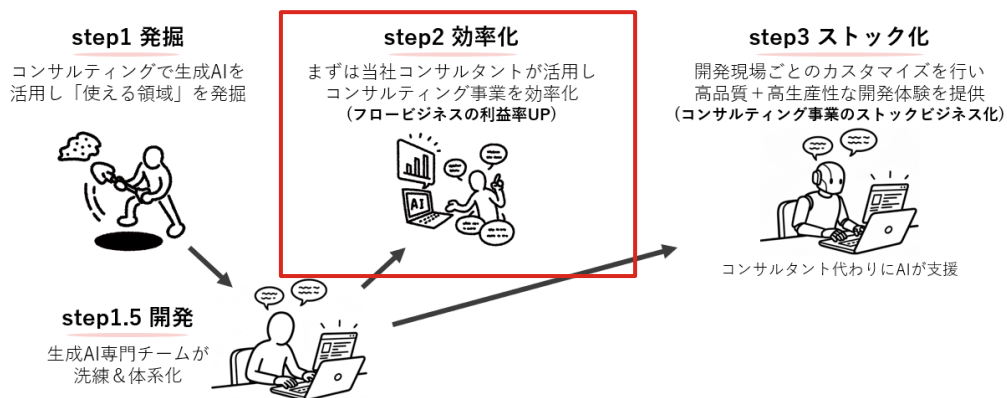 step1 発掘
コンサルティングで生成AIを
活用し「使える領域」を発掘
step1.5 開発
生成AI専門チームが
洗練&体系化
step2 効率化
まずは当社コンサルタントが活用し
コンサルティング事業を効率化
(フロービジネスの利益率UP)
AI
step3 ストック化
開発現場ごとのカスタマイズを行い
高品質+高生産性な開発体験を提供
(コンサルティング事業のストックビジネス化)
コンサルタント代わりにAIが支援